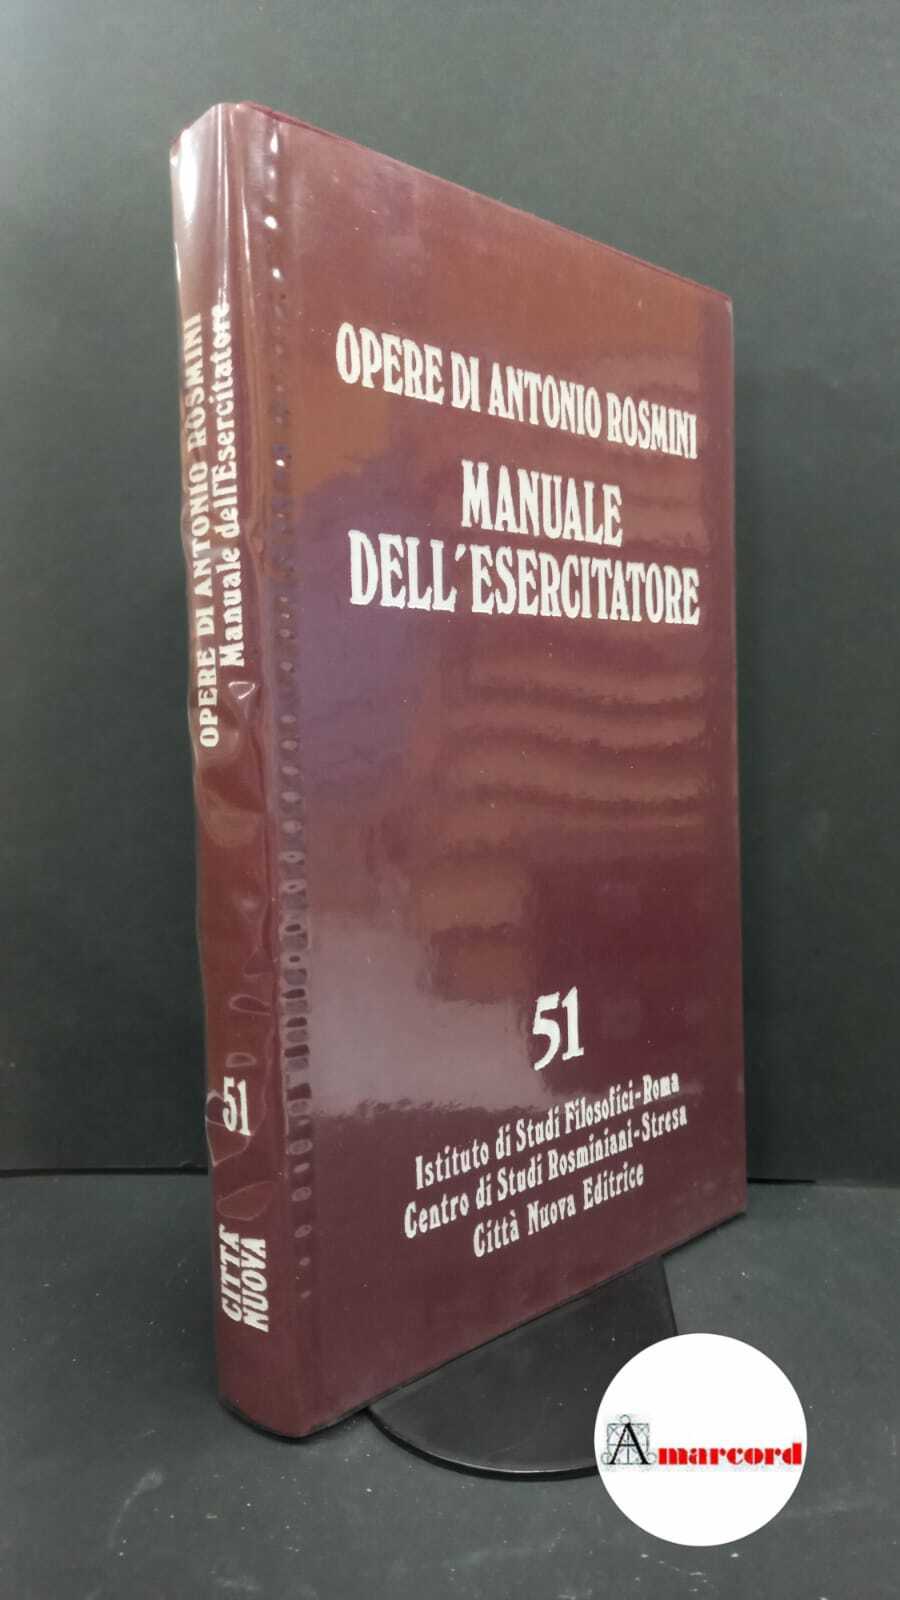 OPERE DI ANTONIO ROSMINI
MANUALE
DELL'ESERCITATORE
51
Istituto di Studi Filosofici-Roma
Centro di Studi Rosminiani-Stresa
Città Nuova Editrice
OPERE DI ANTONIO ROSMINI
Manuale dell'Esercitatore
51
CITTÀ
NUOVA
Amarcord